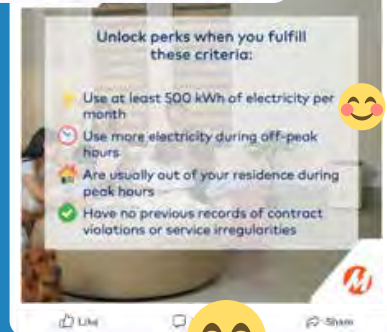 Unlock perks when you fulfill
these criteria:
Use at least 500 kWh of electricity per
month
Use more electricity during off-peak
hours
Are usually out of your residence during
peak hours
Have no previous records of contract
violations or service irregularities
Like
Share